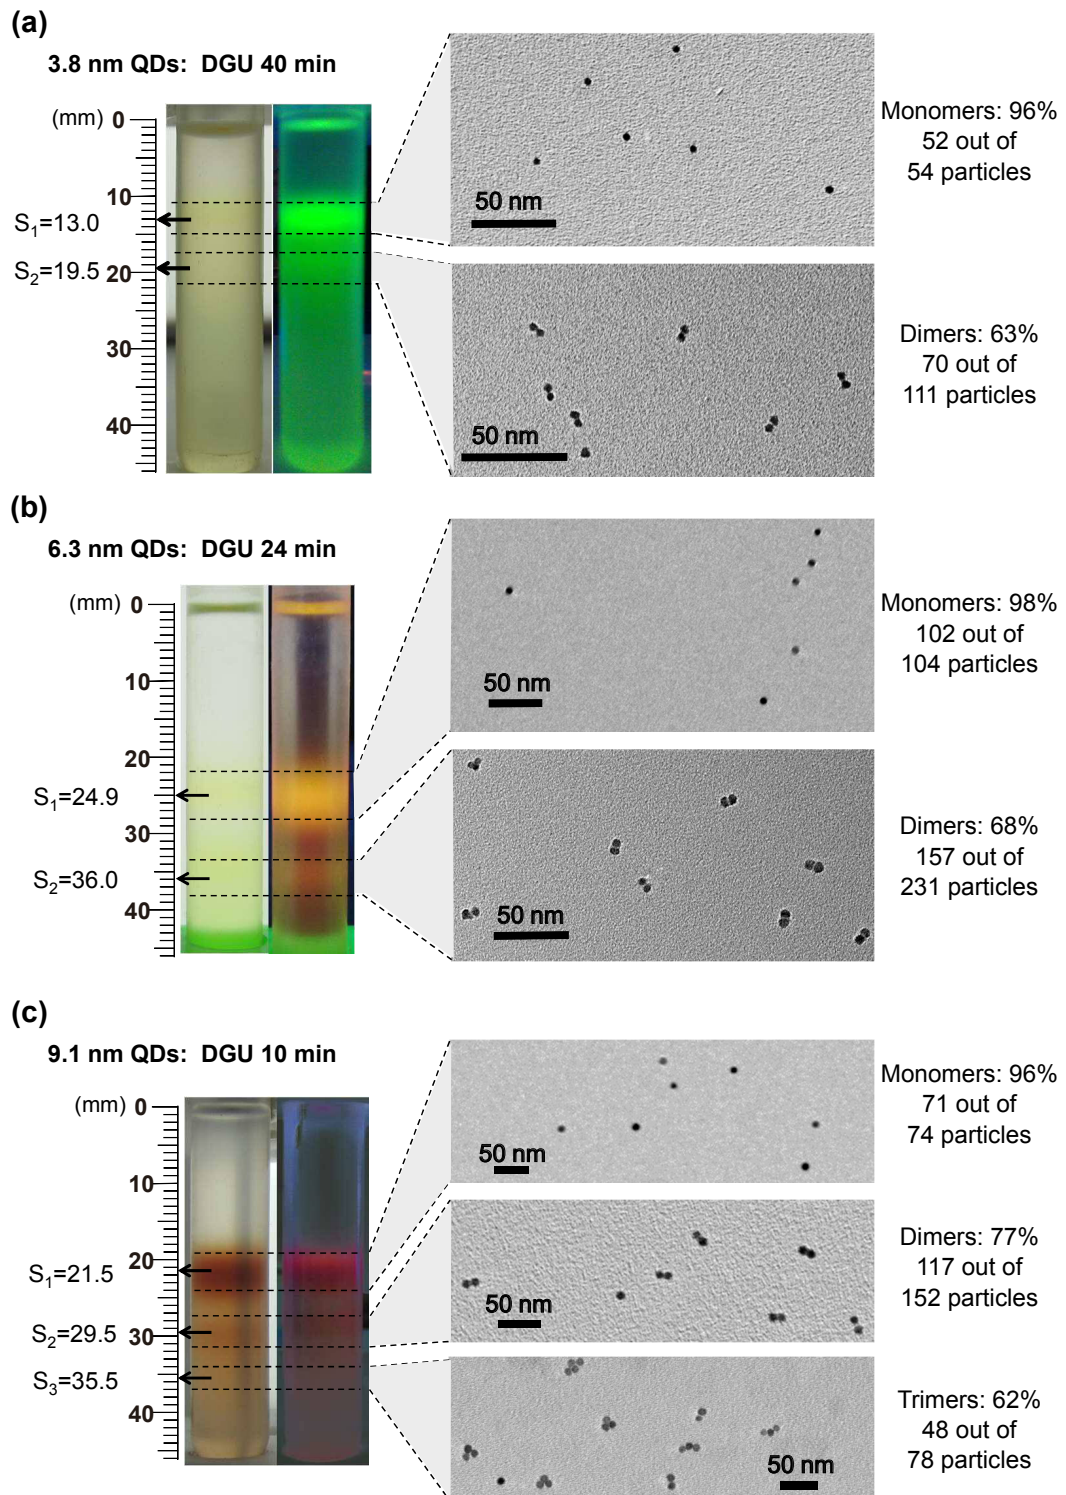 (a)
3.8 nm QDs: DGU 40 min
(mm) 0
10
S1=13.0
S2=19.5
20
30
40
50 nm
Monomers: 96%
52 out of
54 particles
50 nm
Dimers: 63%
70 out of
111 particles
(b)
6.3 nm QDs: DGU 24 min
(mm) 0
10
20
S1=24.9
30
S2=36.0
40
50 nm
Monomers: 98%
102 out of
104 particles
50 nm
Dimers: 68%
157 out of
231 particles
(c)
9.1 nm QDs: DGU 10 min
(mm) 0
10
20
S1=21.5
S2=29.5
30
S3=35.5
40
50 nm
Monomers: 96%
71 out of
74 particles
50 nm
Dimers: 77%
117 out of
152 particles
50 nm
Trimers: 62%
48 out of
78 particles